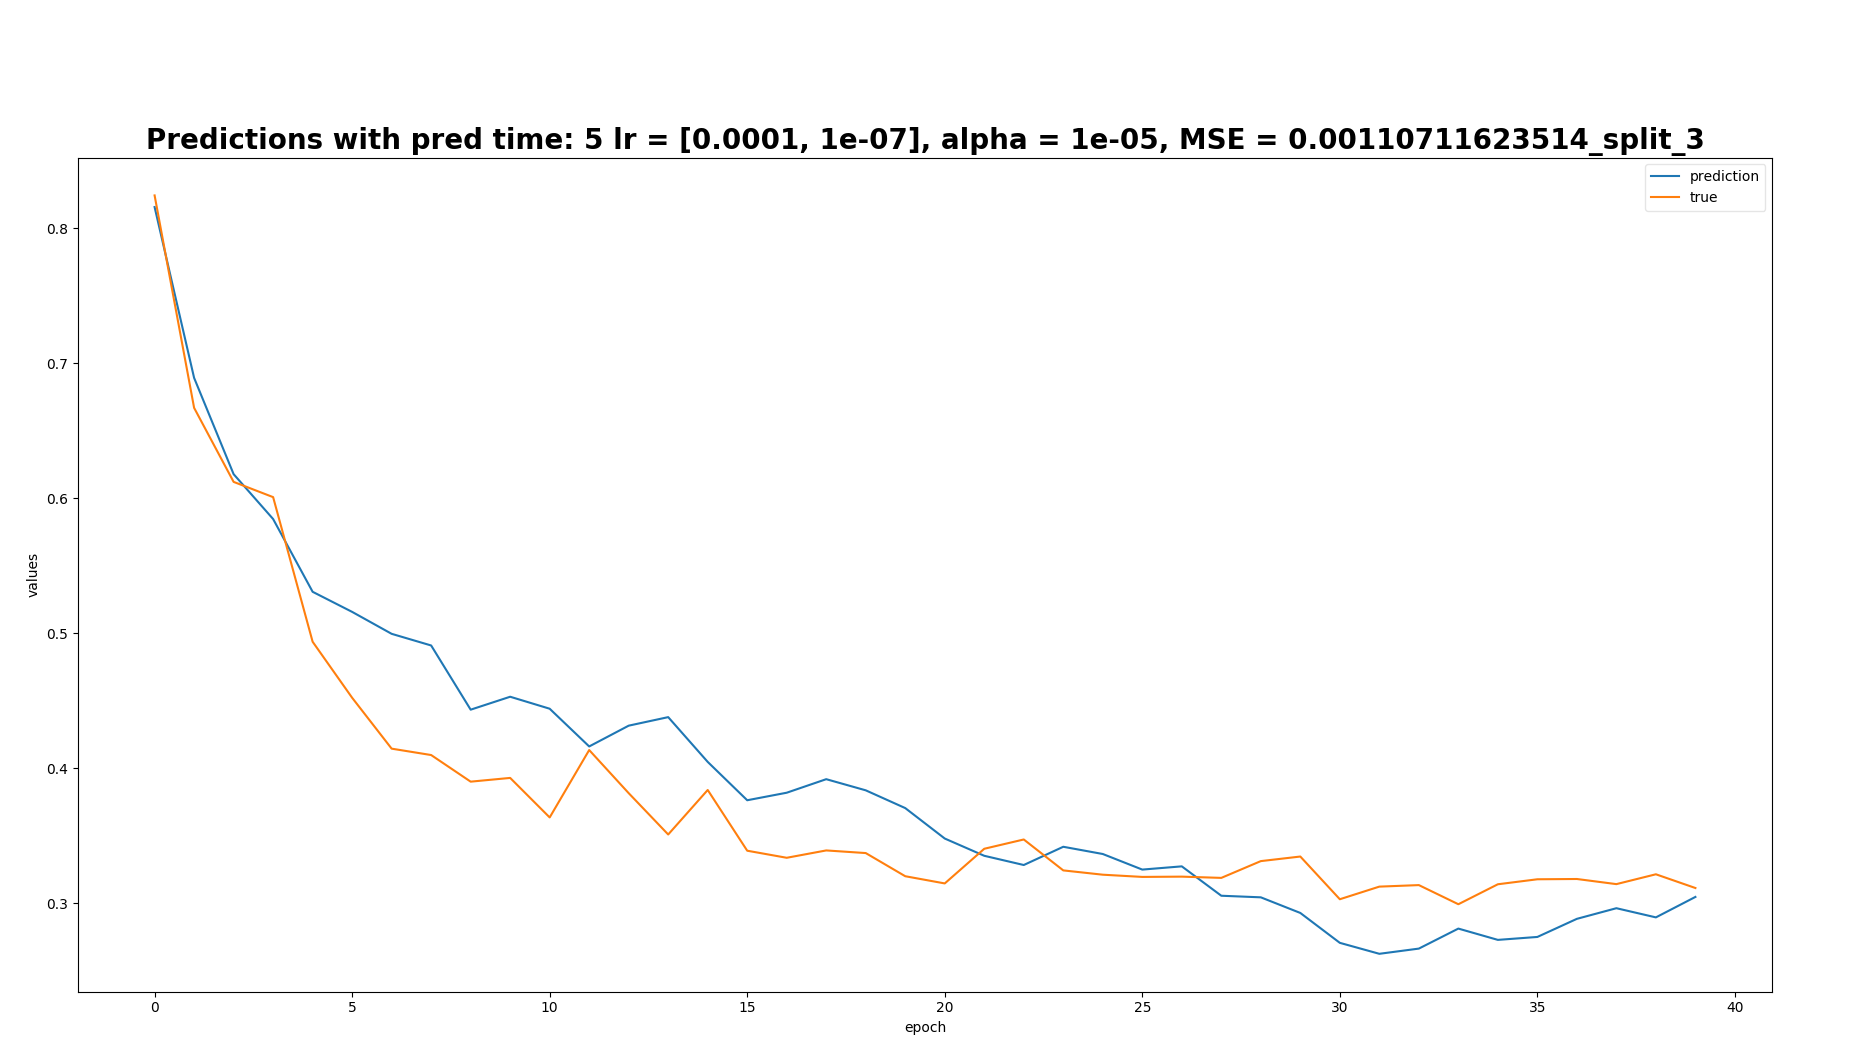 Predictions with pred time: 5 lr = [0.0001, 1e-07], alpha = 1e-05, MSE = 0.00110711623514_split_3
prediction
true
0.8
0.7
0.6
0.5
0.4
0.3
values
0 5 10 15 20 25 30 35 40
epoch